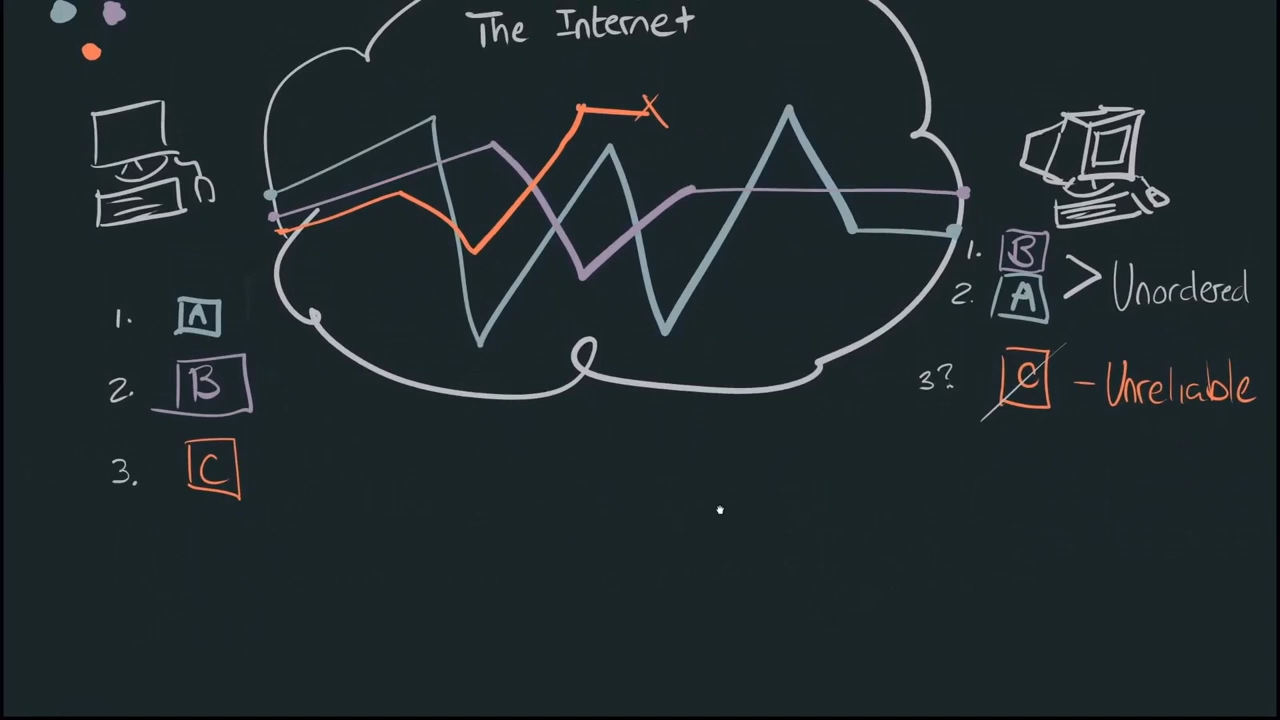 The Internet
1. A
2. B
3. C
1. B
2. A
> Unordered
3? C - Unreliable